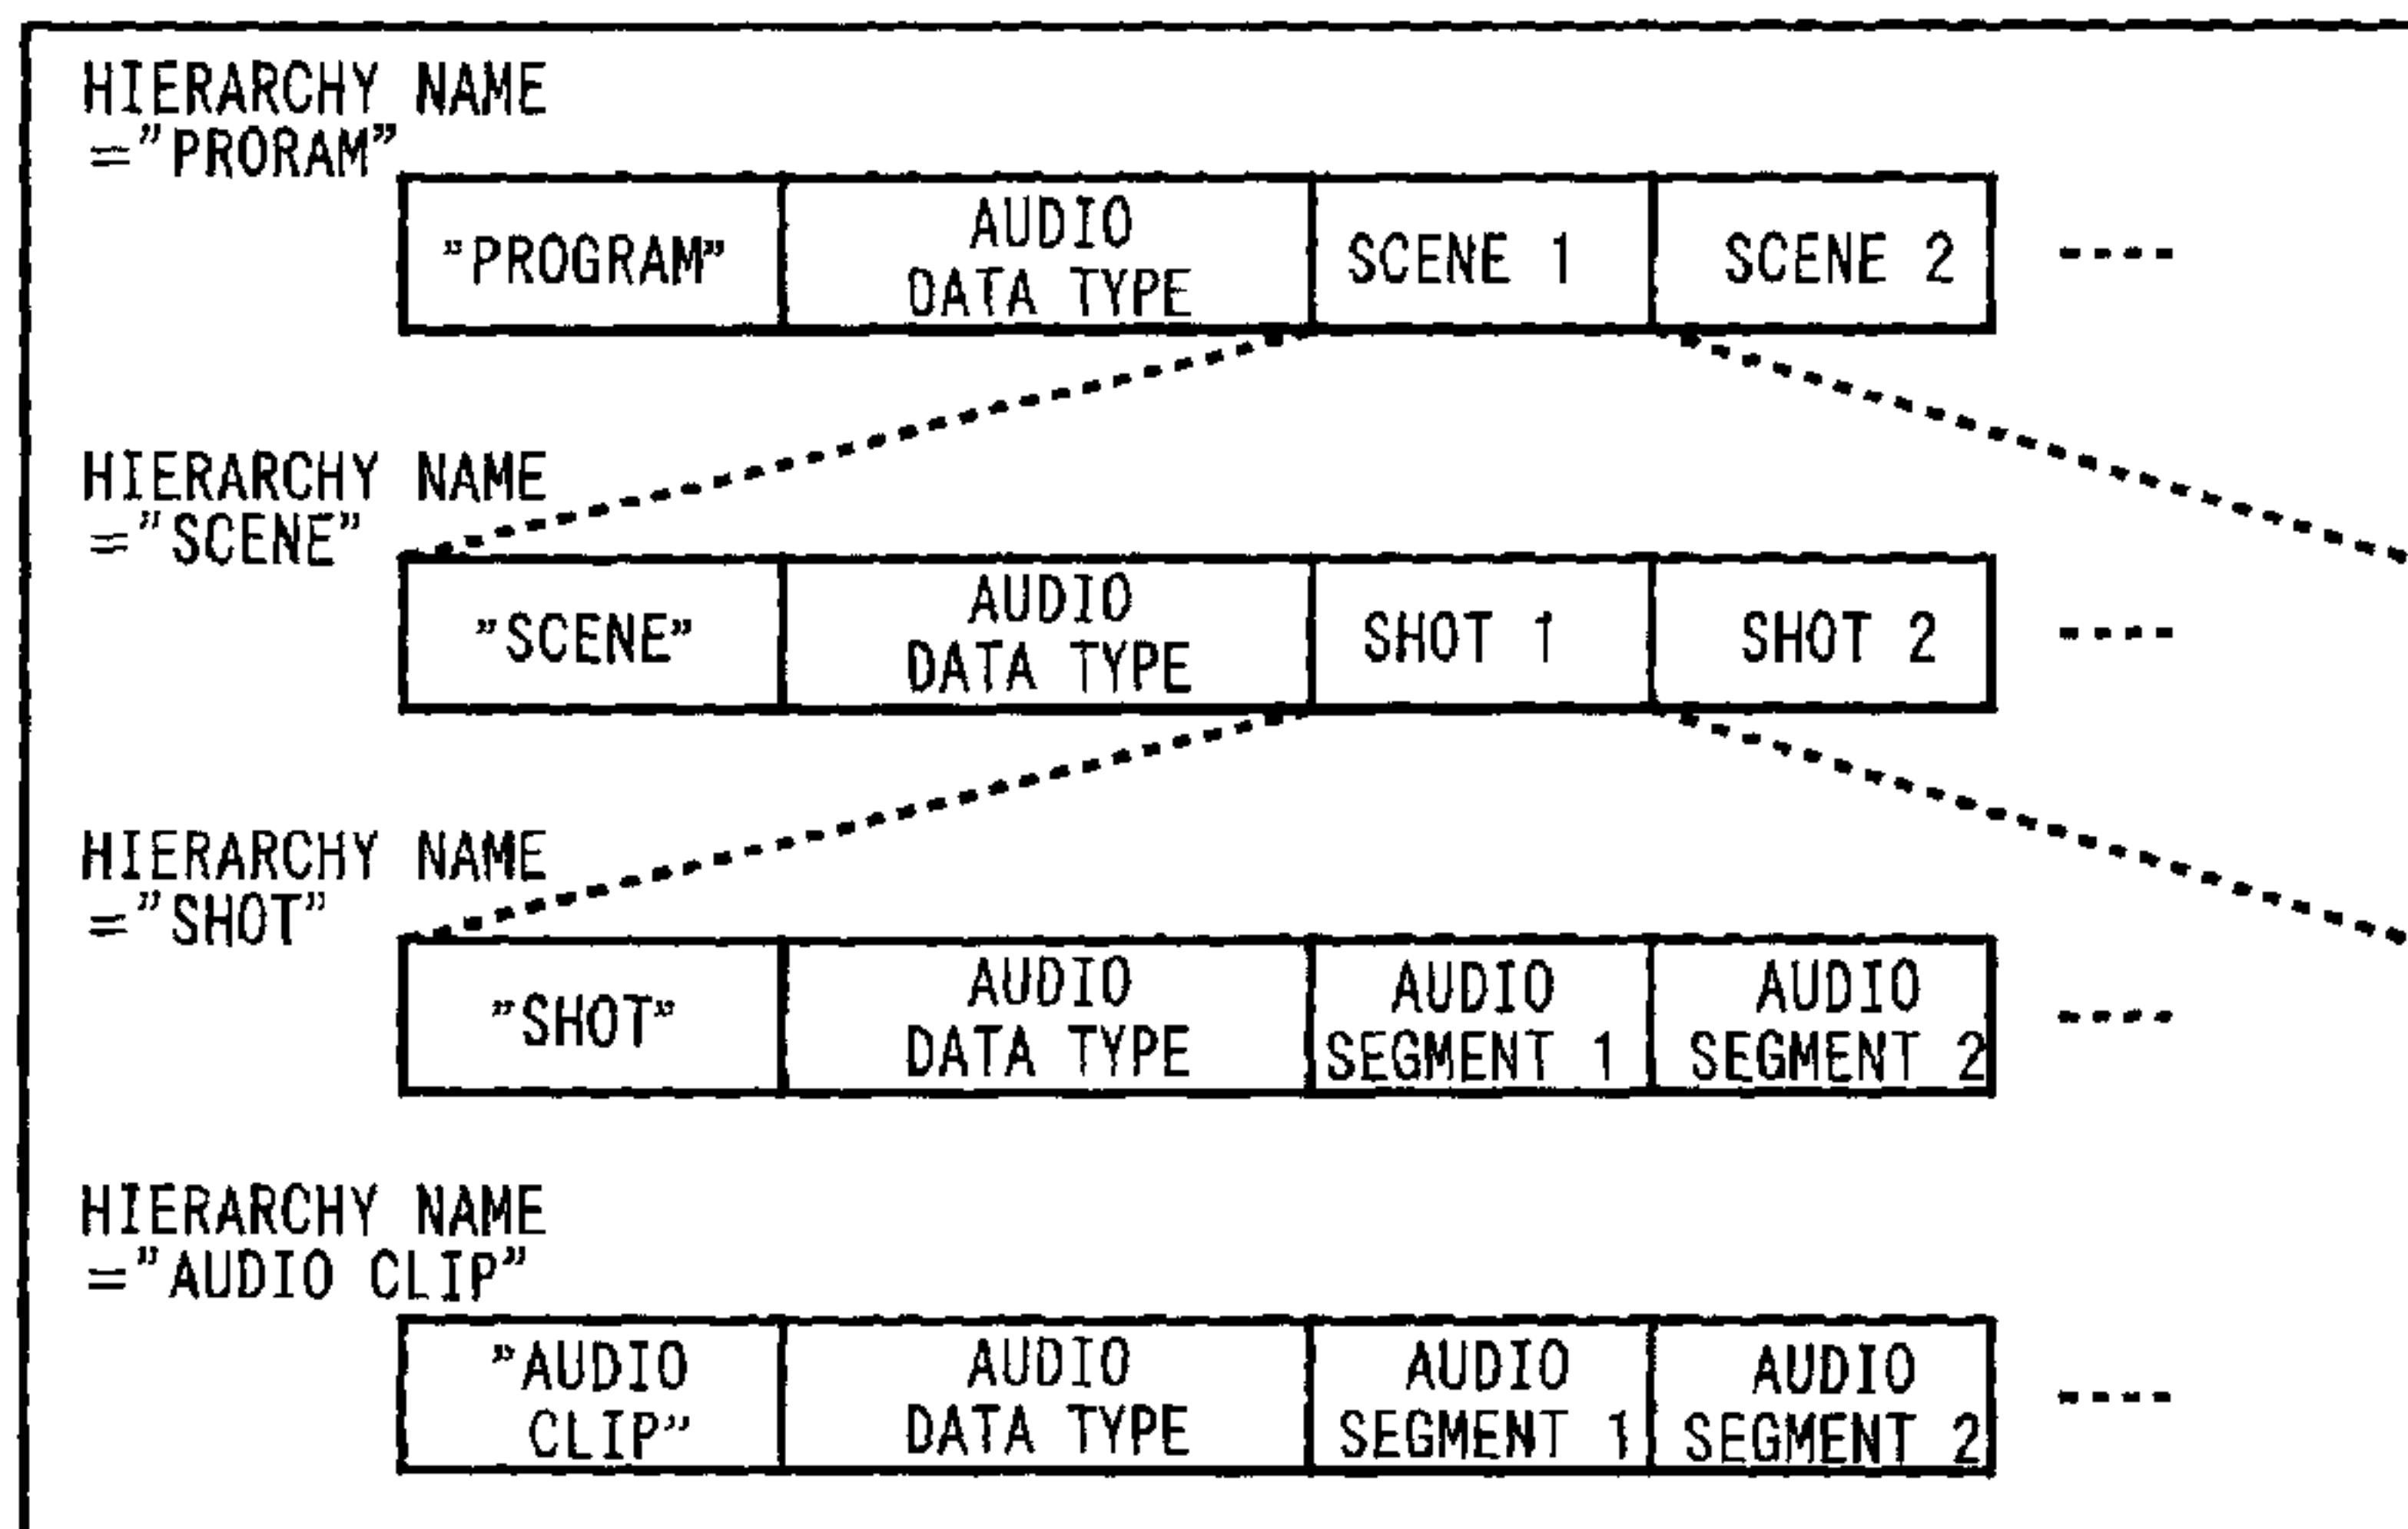 HIERARCHY NAME
="PRORAM"
"PROGRAM"
AUDIO
DATA TYPE
SCENE 1
SCENE 2
HIERARCHY NAME
="SCENE"
"SCENE"
AUDIO
DATA TYPE
SHOT 1
SHOT 2
HIERARCHY NAME
="SHOT"
"SHOT"
AUDIO
DATA TYPE
AUDIO
SEGMENT 1
AUDIO
SEGMENT 2
HIERARCHY NAME
="AUDIO CLIP"
"AUDIO
CLIP"
AUDIO
DATA TYPE
AUDIO
SEGMENT 1
AUDIO
SEGMENT 2